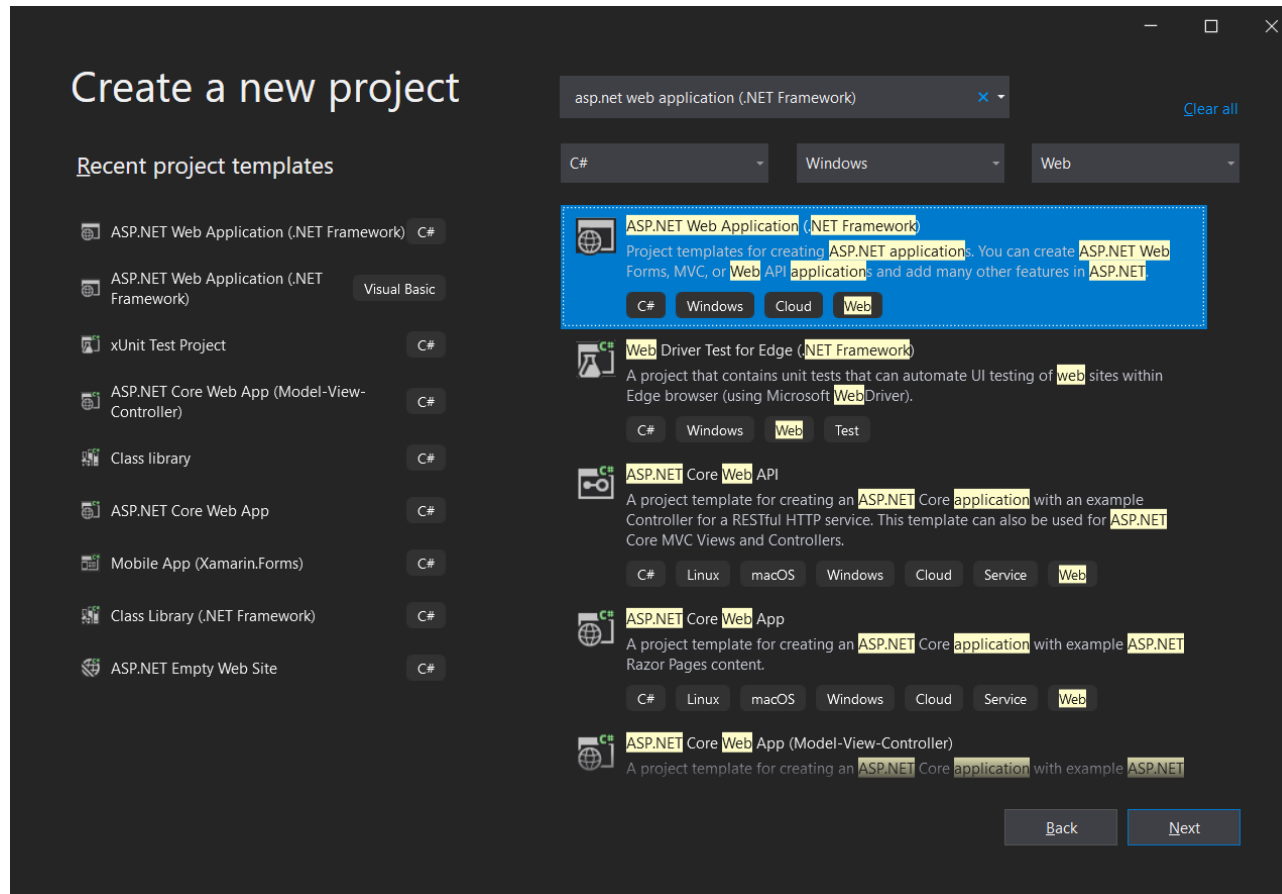 Create a new project
Recent project templates
ASP.NET Web Application (.NET Framework) C#
ASP.NET Web Application (.NET
Framework)
Visual Basic
xUnit Test Project C#
ASP.NET Core Web App (Model-View-
Controller)
C#
Class library C#
ASP.NET Core Web App C#
Mobile App (Xamarin.Forms) C#
Class Library (.NET Framework) C#
ASP.NET Empty Web Site C#
asp.net web application (.NET Framework)
Clear all
C# Windows Web
ASP.NET Web Application (.NET Framework)
Project templates for creating ASP.NET applications. You can create ASP.NET Web
Forms, MVC, or Web API applications and add many other features in ASP.NET.
C# Windows Cloud Web
Web Driver Test for Edge (.NET Framework)
A project that contains unit tests that can automate UI testing of web sites within
Edge browser (using Microsoft WebDriver).
C# Windows Web Test
ASP.NET Core Web API
A project template for creating an ASP.NET Core application with an example
Controller for a RESTful HTTP service. This template can also be used for ASP.NET
Core MVC Views and Controllers.
C# Linux macOS Windows Cloud Service Web
ASP.NET Core Web App
A project template for creating an ASP.NET Core application with example ASP.NET
Razor Pages content.
C# Linux macOS Windows Cloud Service Web
ASP.NET Core Web App (Model-View-Controller)
A project template for creating an ASP.NET Core application with example ASP.NET
Back Next